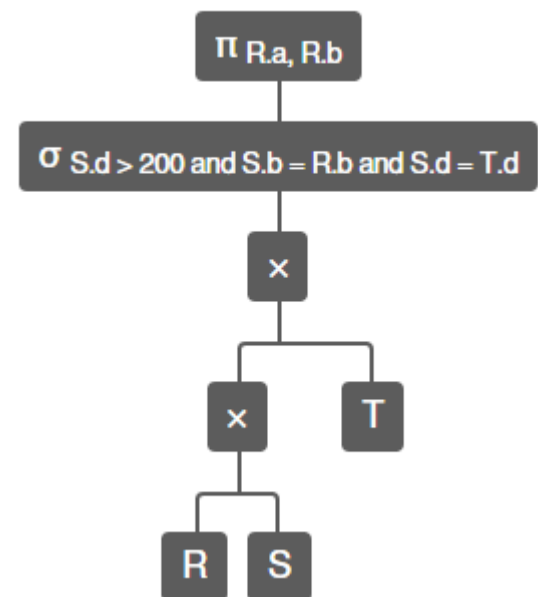 π R.a, R.b
σ S.d > 200 and S.b = R.b and S.d = T.d
×
× T
R S